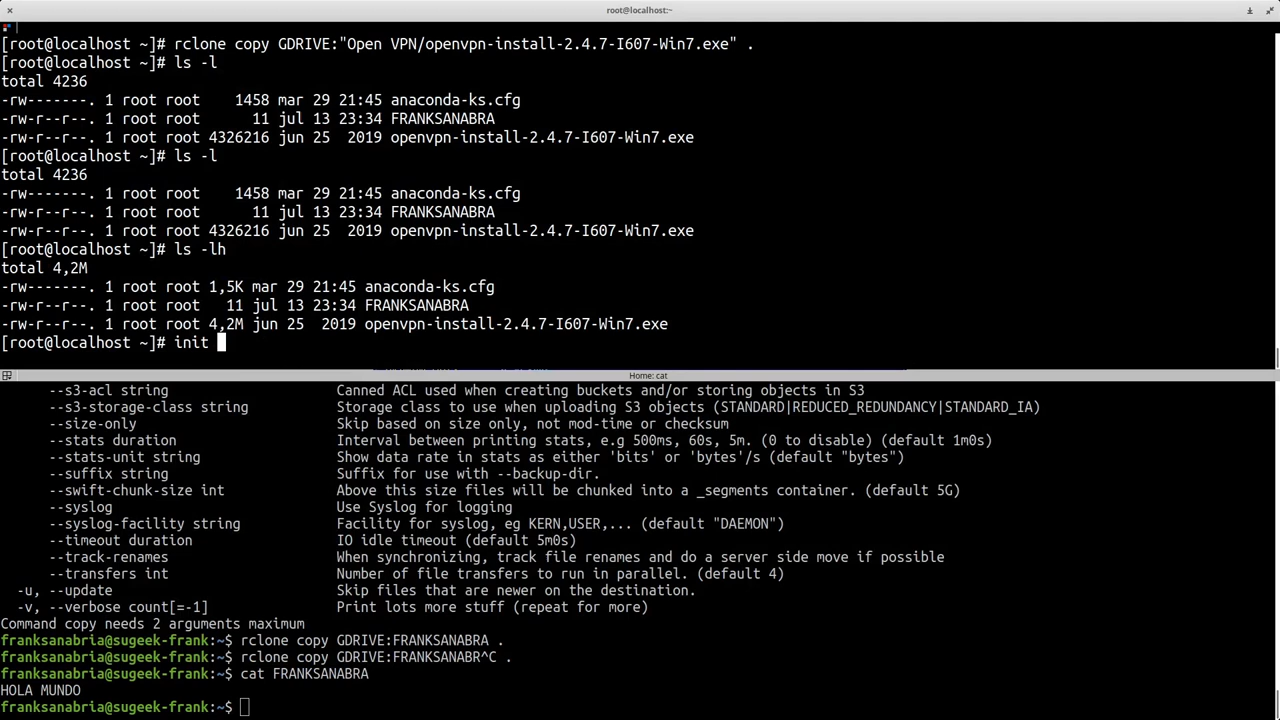 root@localhost:~
[root@localhost ~]# rclone copy GDRIVE:"Open VPN/openvpn-install-2.4.7-I607-Win7.exe" .
[root@localhost ~]# ls -l
total 4236
-rw-------. 1 root root    1458 mar 29 21:45 anaconda-ks.cfg
-rw-r--r--. 1 root root      11 jul 13 23:34 FRANKSANABRA
-rw-r--r--. 1 root root 4326216 jun 25  2019 openvpn-install-2.4.7-I607-Win7.exe
[root@localhost ~]# ls -l
total 4236
-rw-------. 1 root root    1458 mar 29 21:45 anaconda-ks.cfg
-rw-r--r--. 1 root root      11 jul 13 23:34 FRANKSANABRA
-rw-r--r--. 1 root root 4326216 jun 25  2019 openvpn-install-2.4.7-I607-Win7.exe
[root@localhost ~]# ls -lh
total 4,2M
-rw-------. 1 root root 1,5K mar 29 21:45 anaconda-ks.cfg
-rw-r--r--. 1 root root   11 jul 13 23:34 FRANKSANABRA
-rw-r--r--. 1 root root 4,2M jun 25  2019 openvpn-install-2.4.7-I607-Win7.exe
[root@localhost ~]# init
Home: cat
--s3-acl string                    Canned ACL used when creating buckets and/or storing objects in S3
--s3-storage-class string          Storage class to use when uploading S3 objects (STANDARD|REDUCED_REDUNDANCY|STANDARD_IA)
--size-only                        Skip based on size only, not mod-time or checksum
--stats duration                   Interval between printing stats, e.g 500ms, 60s, 5m. (0 to disable) (default 1m0s)
--stats-unit string                Show data rate in stats as either 'bits' or 'bytes'/s (default "bytes")
--suffix string                    Suffix for use with --backup-dir.
--swift-chunk-size int             Above this size files will be chunked into a _segments container. (default 5G)
--syslog                           Use Syslog for logging
--syslog-facility string           Facility for syslog, eg KERN,USER,... (default "DAEMON")
--timeout duration                 IO idle timeout (default 5m0s)
--track-renames                    When synchronizing, track file renames and do a server side move if possible
--transfers int                    Number of file transfers to run in parallel. (default 4)
-u, --update                       Skip files that are newer on the destination.
-v, --verbose count[=-1]           Print lots more stuff (repeat for more)
Command copy needs 2 arguments maximum
franksanabria@sugeek-frank:~$ rclone copy GDRIVE:FRANKSANABRA .
franksanabria@sugeek-frank:~$ rclone copy GDRIVE:FRANKSANABR^C .
franksanabria@sugeek-frank:~$ cat FRANKSANABRA
HOLA MUNDO
franksanabria@sugeek-frank:~$